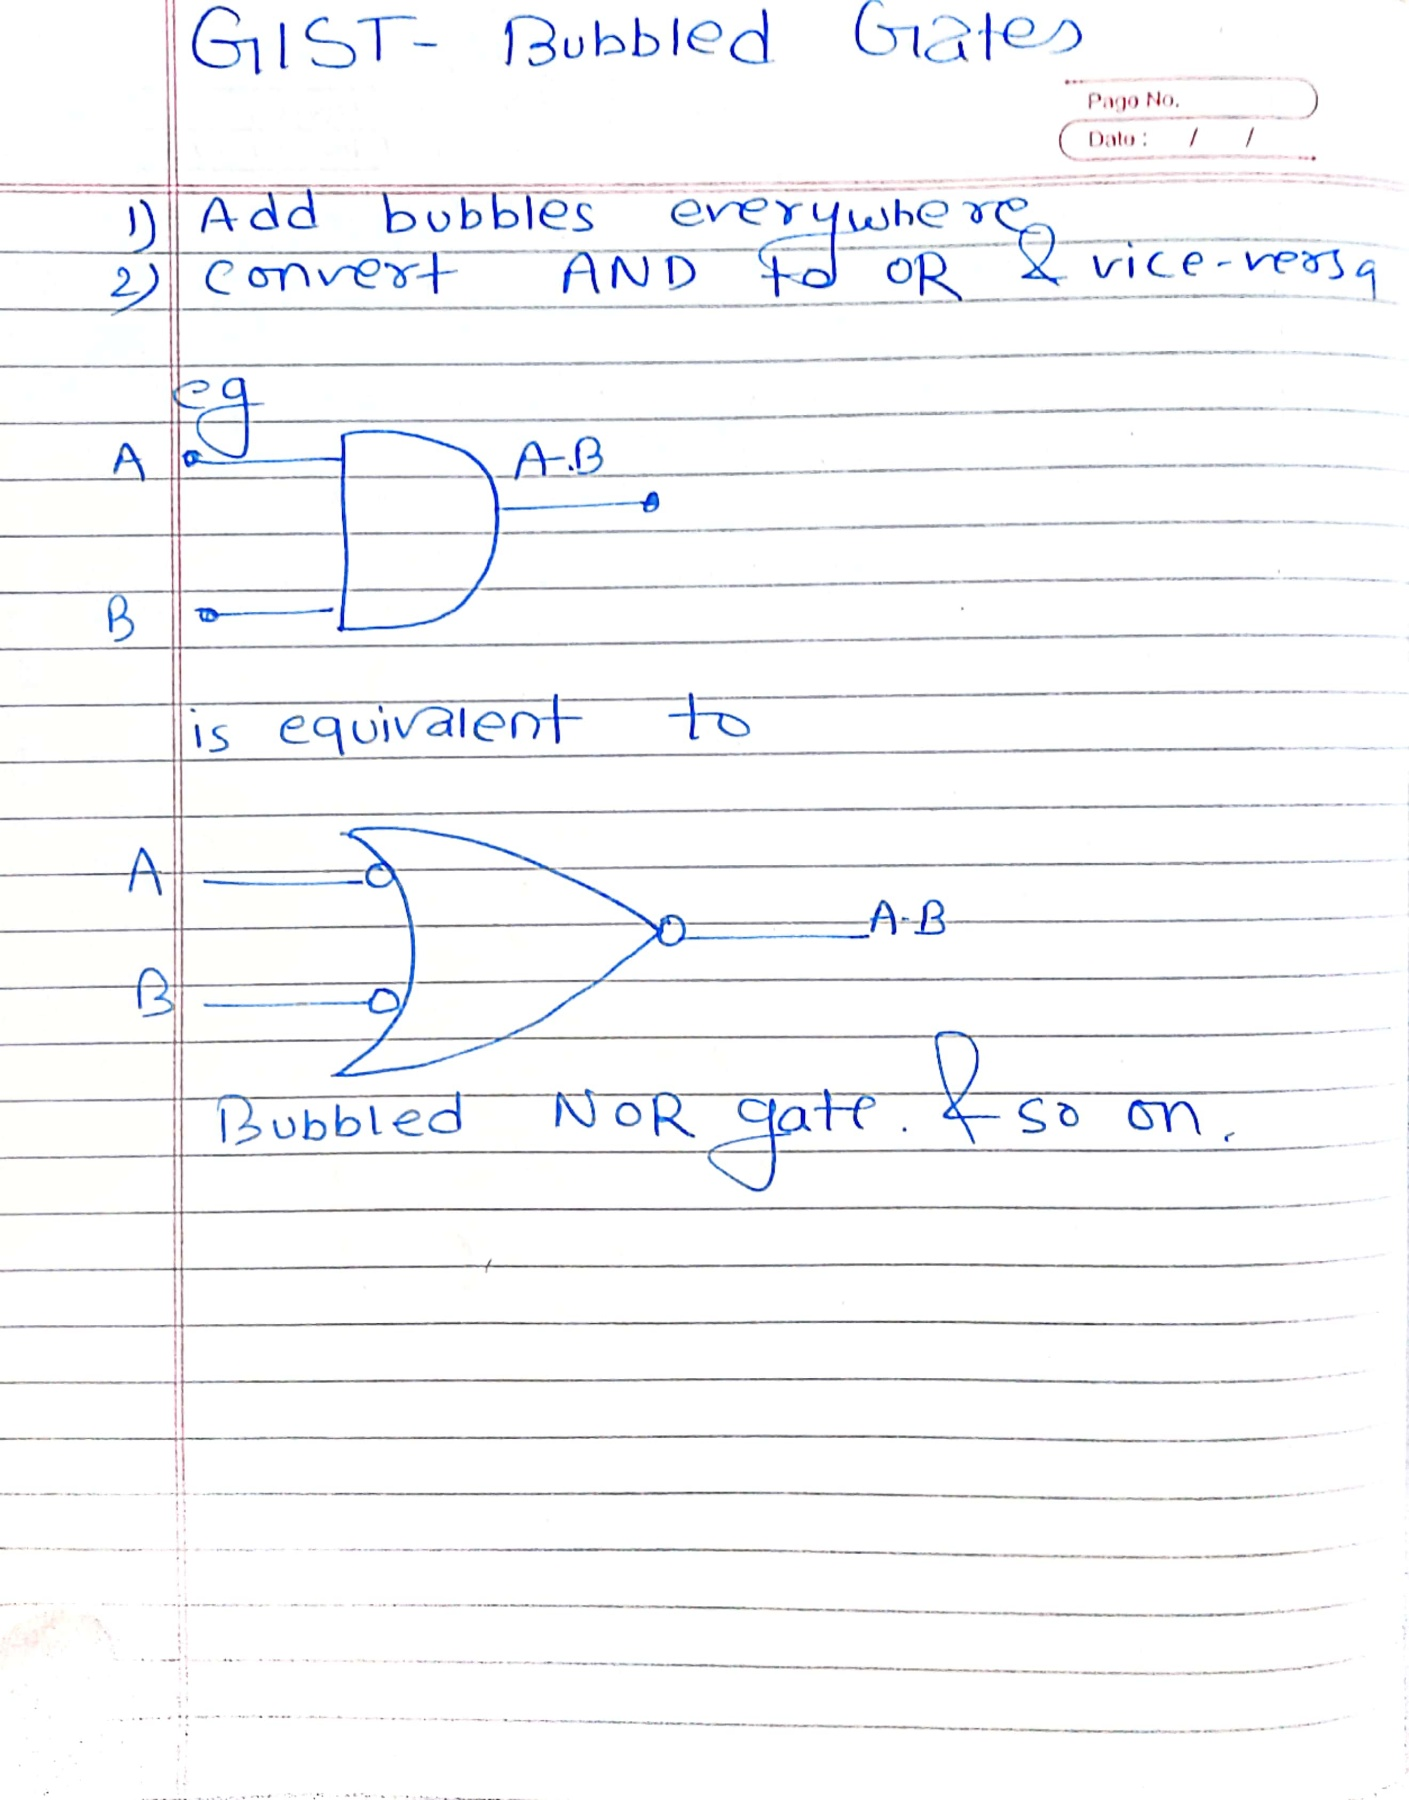 GIST- Bubbled Gates
Page No.
Date: / /
1) Add bubbles everywhere
2) convert AND to OR & vice-versa
eg
A
A.B
B
is equivalent to
A
A-B
B
Bubbled NOR gate. & so on.